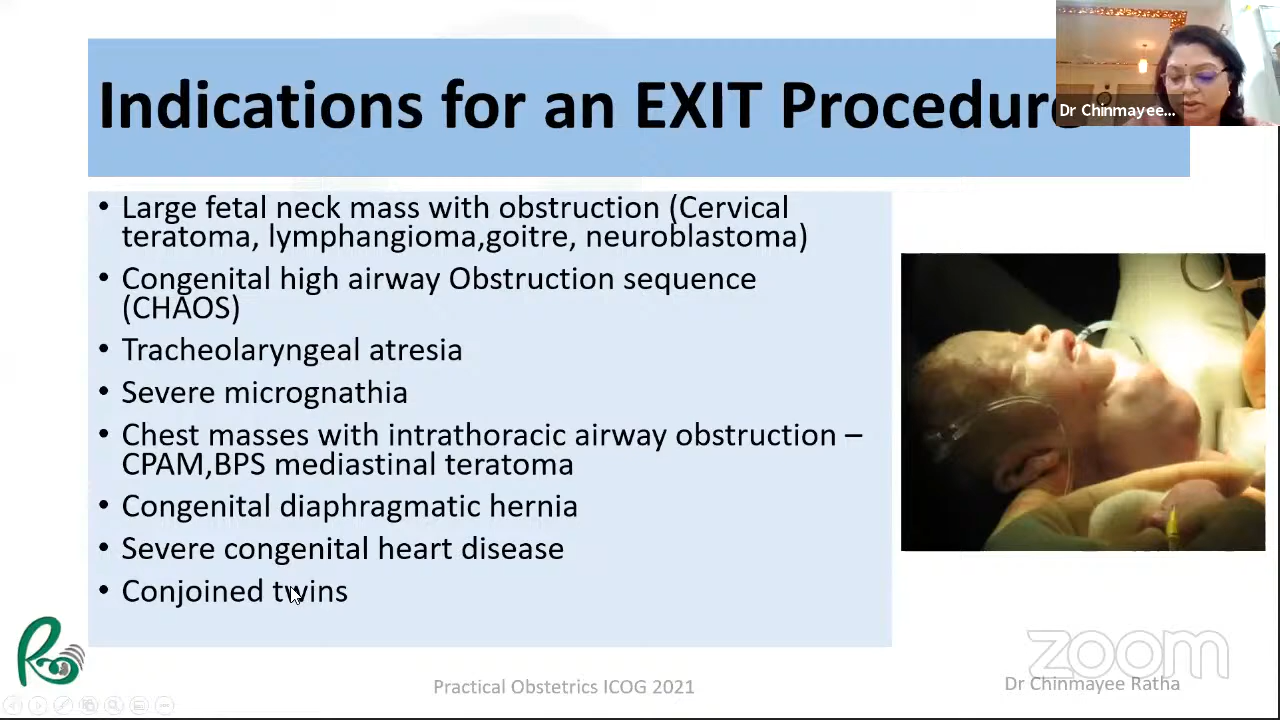 Indications for an EXIT Procedure
Dr Chinmayee...
• Large fetal neck mass with obstruction (Cervical
teratoma, lymphangioma,goitre, neuroblastoma)
• Congenital high airway Obstruction sequence
(CHAOS)
• Tracheolaryngeal atresia
• Severe micrognathia
• Chest masses with intrathoracic airway obstruction –
CPAM,BPS mediastinal teratoma
• Congenital diaphragmatic hernia
• Severe congenital heart disease
• Conjoined twins
zoom
Practical Obstetrics ICOG 2021
Dr Chinmayee Ratha